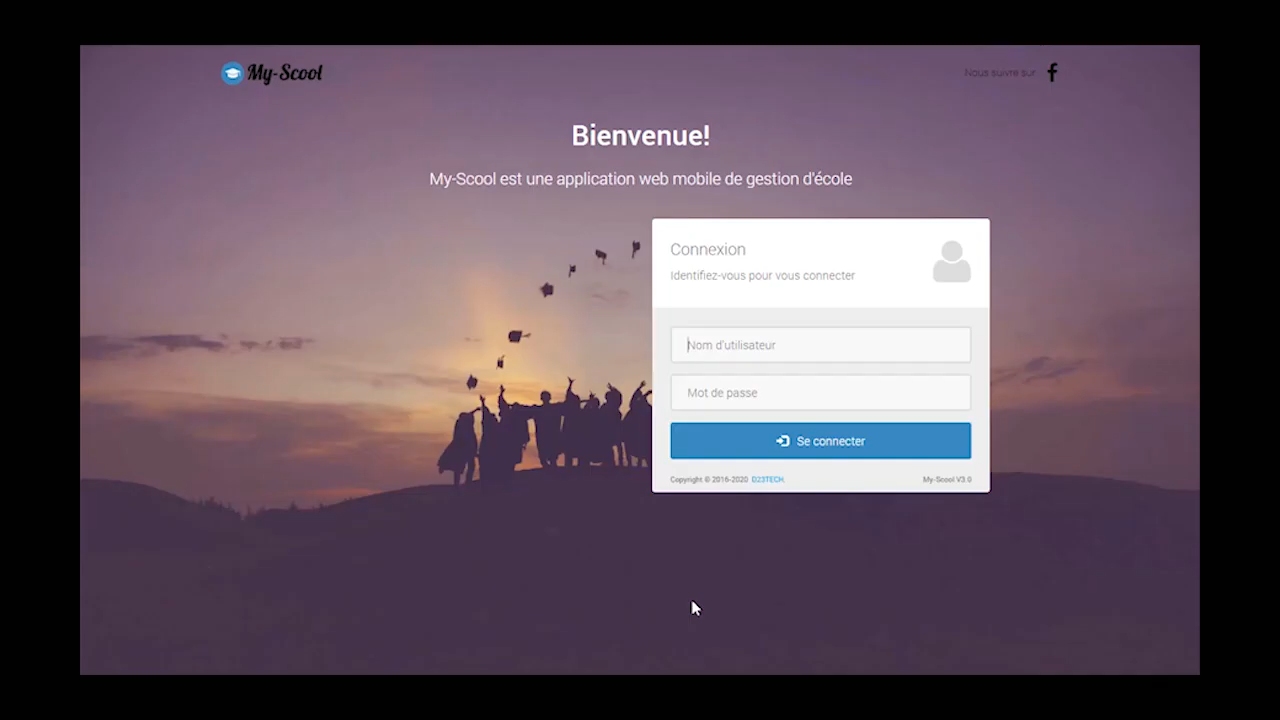 My-Scool
Nous suivre sur
Bienvenue!
My-Scool est une application web mobile de gestion d'école
Connexion
Identifiez-vous pour vous connecter
Nom d'utilisateur
Mot de passe
Se connecter
Copyright © 2016-2020 D23TECH.
My-Scool V3.0